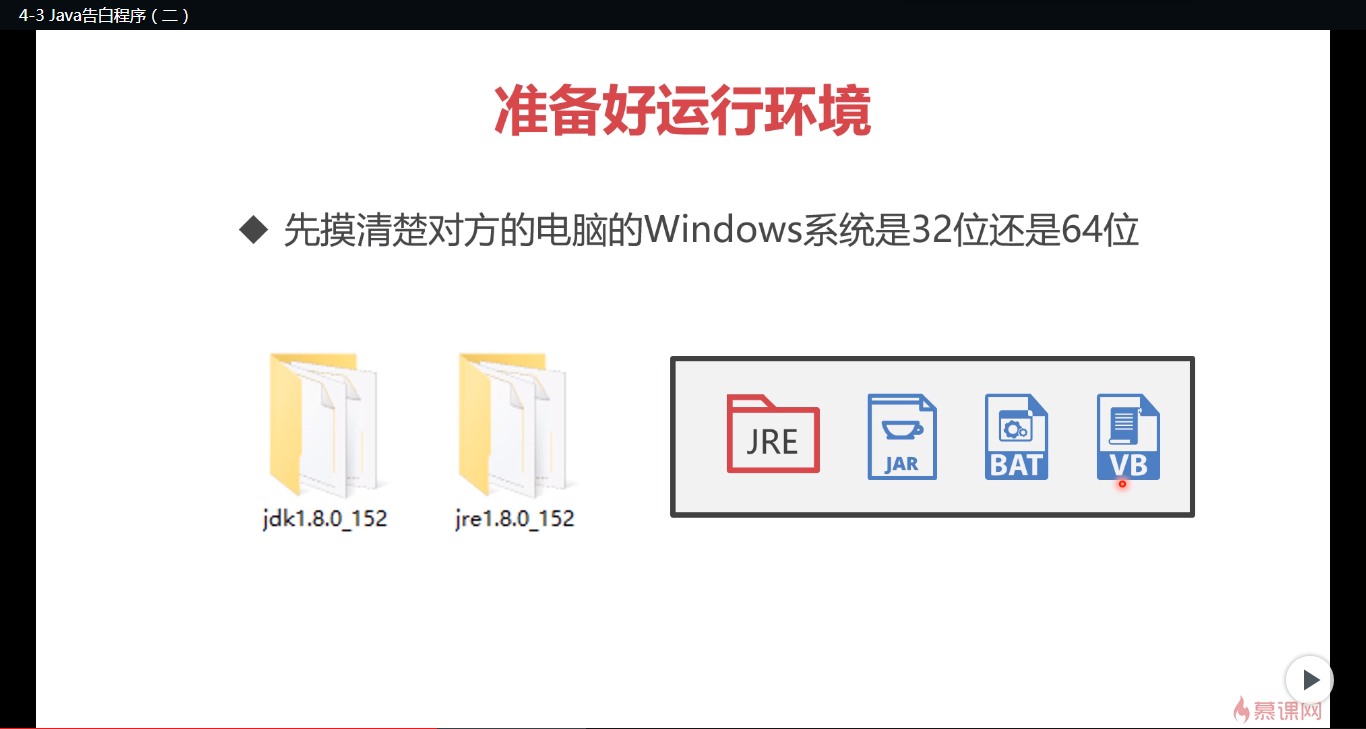 4-3 Java告白程序（二）
准备好运行环境
◆ 先摸清楚对方的电脑的Windows系统是32位还是64位
JRE
JAR
BAT
VB
jdk1.8.0_152
jre1.8.0_152
慕课网